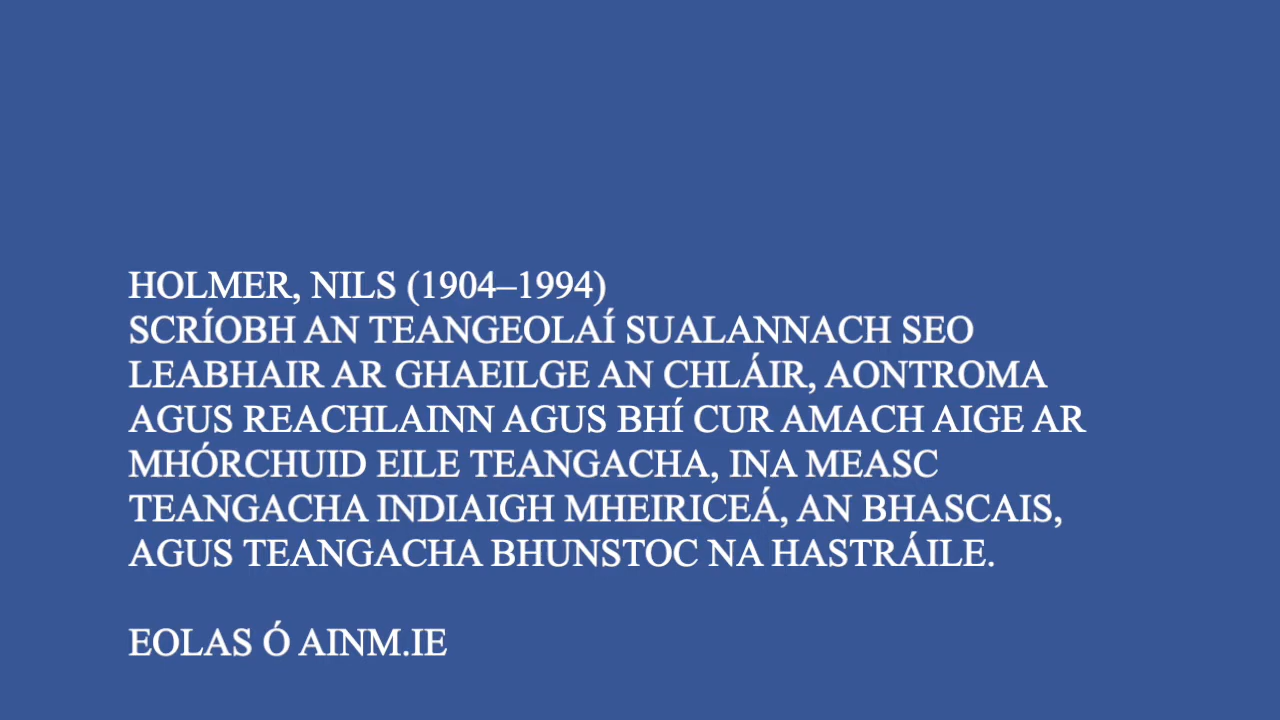 HOLMER, NILS (1904–1994)
SCRÍOBH AN TEANGEOLAÍ SUALANNACH SEO
LEABHAIR AR GHAEILGE AN CHLÁIR, AONTROMA
AGUS REACHLAINN AGUS BHÍ CUR AMACH AIGE AR
MHÓRCHUID EILE TEANGACHA, INA MEASC
TEANGACHA INDIAIGH MHEIRICEÁ, AN BHASCAIS,
AGUS TEANGACHA BHUNSTOC NA HASTRÁILE.
EOLAS Ó AINM.IE